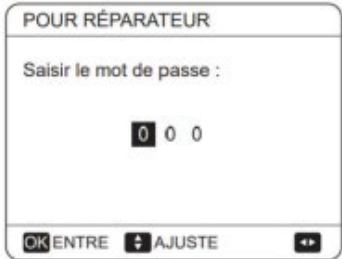 POUR RÉPARATEUR
Saisir le mot de passe :
0 0 0
OK ENTRE AJUSTE